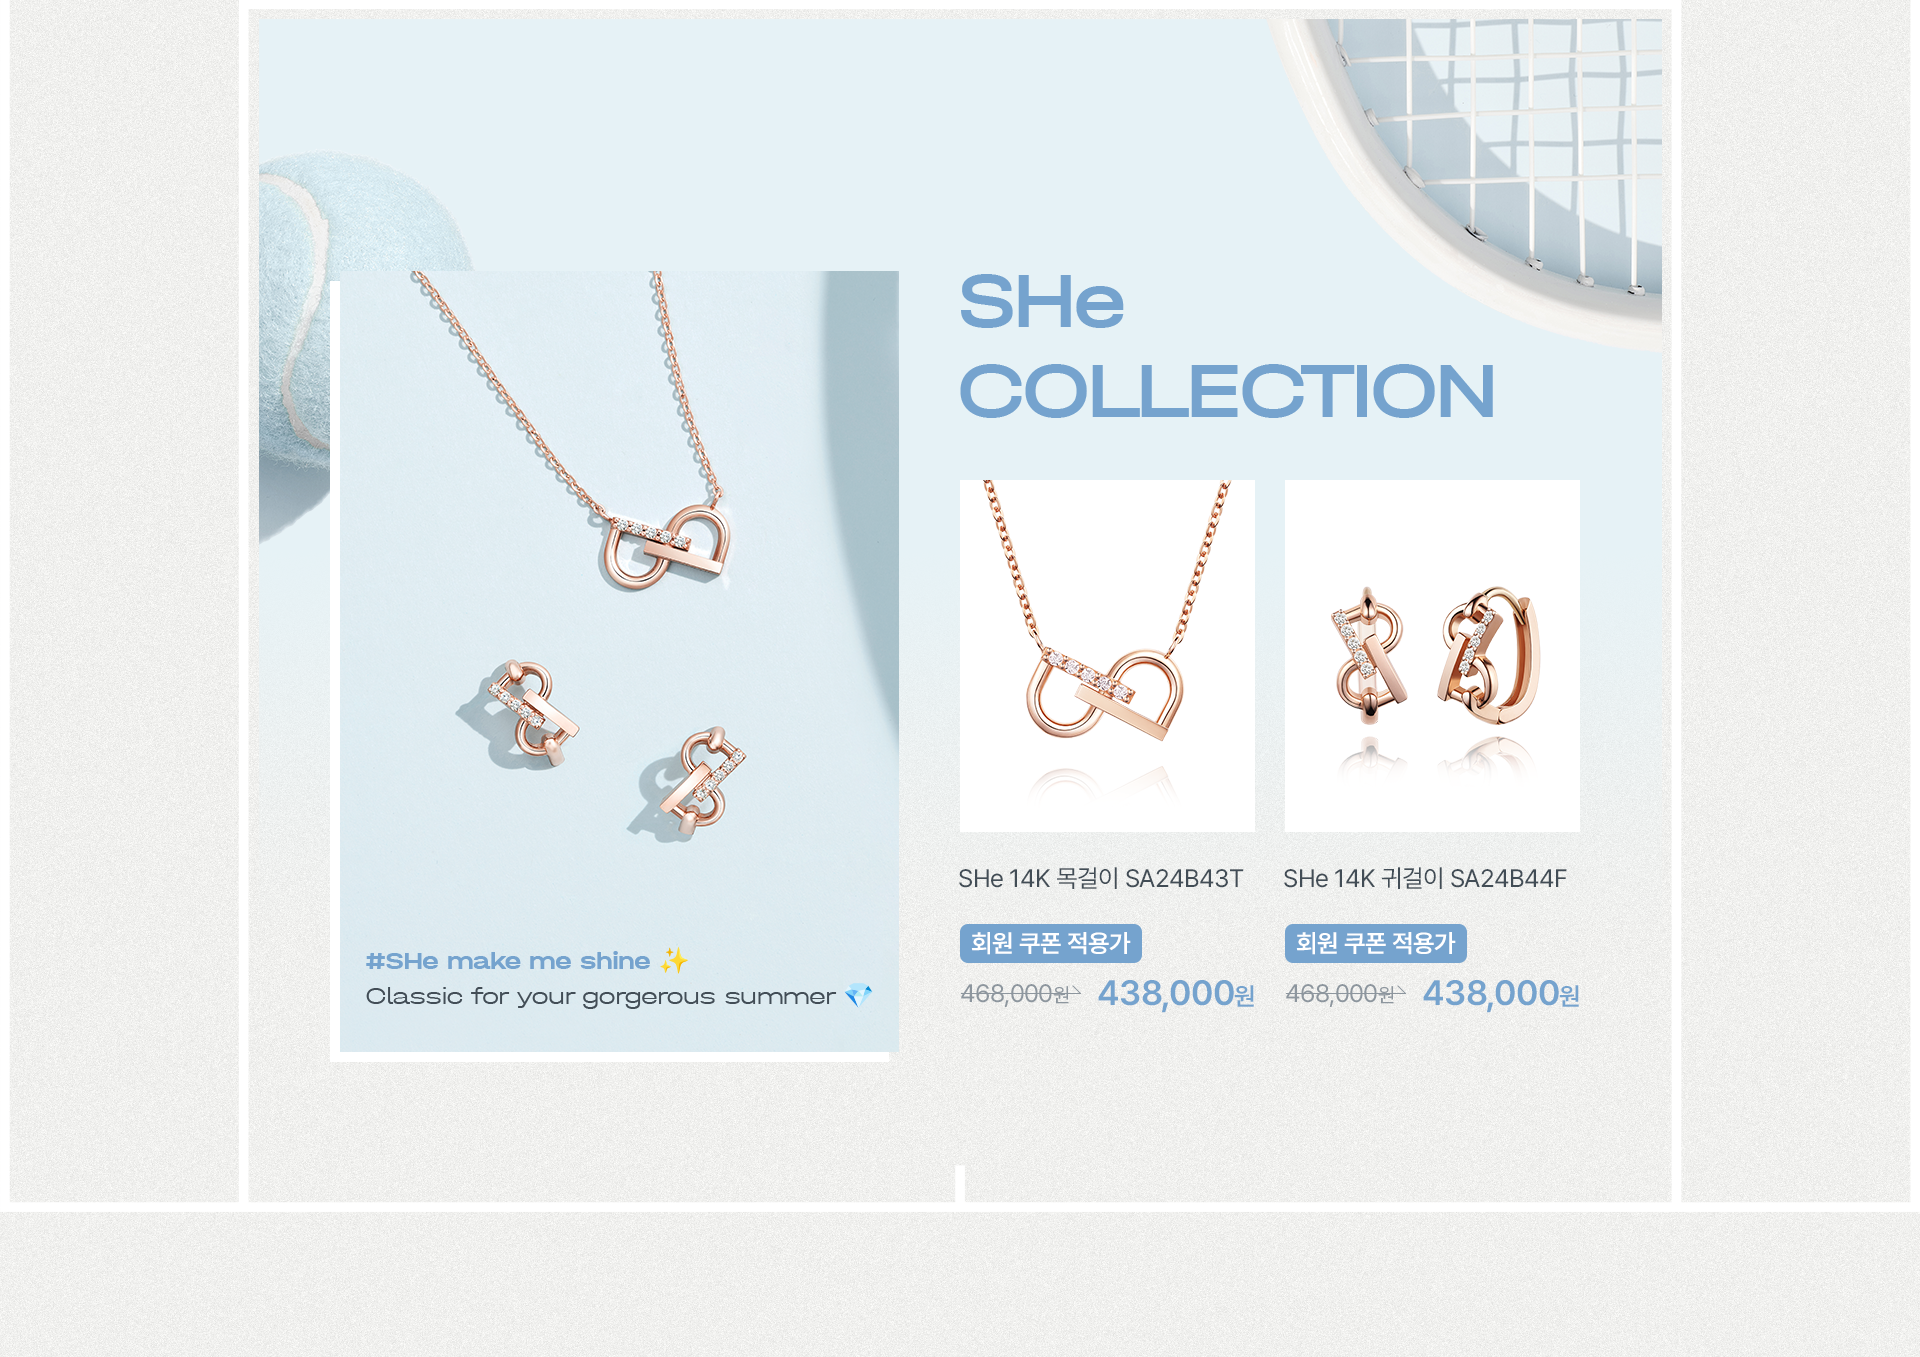 SHe
COLLECTION
#SHe make me shine ✨
Classic for your gorgerous summer 💎
SHe 14K 목걸이 SA24B43T
회원 쿠폰 적용가
468,000원 438,000원
SHe 14K 귀걸이 SA24B44F
회원 쿠폰 적용가
468,000원 438,000원